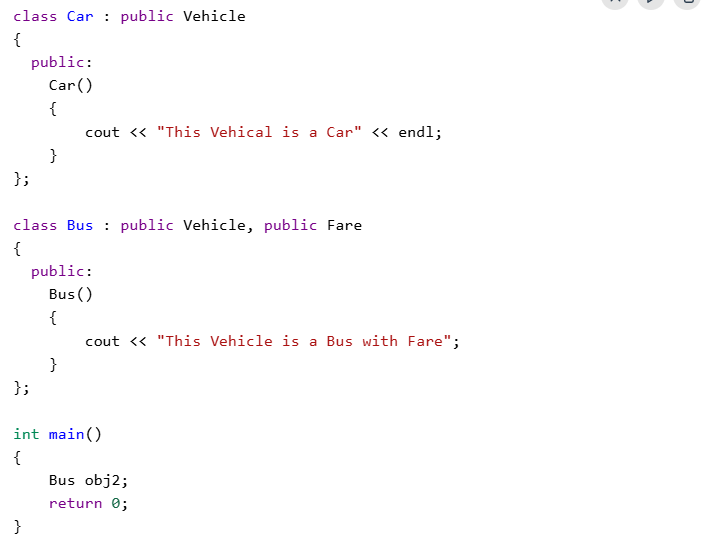 class Car : public Vehicle
{
  public:
    Car()
    {
        cout << "This Vehical is a Car" << endl;
    }
};

class Bus : public Vehicle, public Fare
{
  public:
    Bus()
    {
        cout << "This Vehicle is a Bus with Fare";
    }
};

int main()
{
    Bus obj2;
    return 0;
}